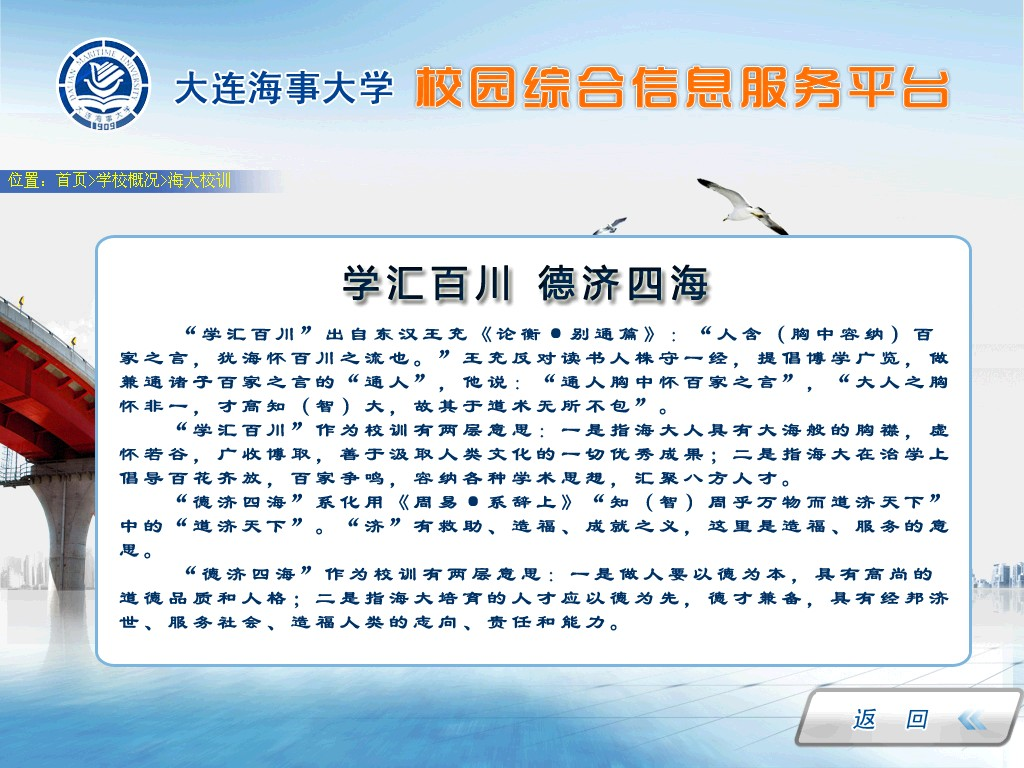 DALIAN MARITIME UNIVERSITY
大连海事大学
1909
大连海事大学 校园综合信息服务平台
位置：首页>学校概况>海大校训
学汇百川 德济四海
“学汇百川”出自东汉王充《论衡•别通篇》：“人含（胸中容纳）百
家之言，犹海怀百川之流也。”王充反对读书人株守一经，提倡博学广览，做
兼通诸子百家之言的“通人”，他说：“通人胸中怀百家之言”，“大人之胸
怀非一，才高知（智）大，故其于道术无所不包”。
“学汇百川”作为校训有两层意思：一是指海大人具有大海般的胸襟，虚
怀若谷，广收博取，善于汲取人类文化的一切优秀成果；二是指海大在治学上
倡导百花齐放，百家争鸣，容纳各种学术思想，汇聚八方人才。
“德济四海”系化用《周易•系辞上》“知（智）周乎万物而道济天下”
中的“道济天下”。“济”有救助、造福、成就之义，这里是造福、服务的意
思。
“德济四海”作为校训有两层意思：一是做人要以德为本，具有高尚的
道德品质和人格；二是指海大培育的人才应以德为先，德才兼备，具有经邦济
世、服务社会、造福人类的志向、责任和能力。
返 回